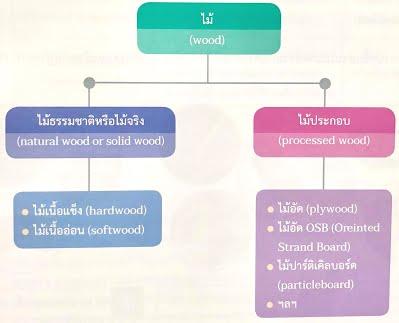 ไม้
(wood)
ไม้ธรรมชาติหรือไม้จริง
(natural wood or solid wood)
ไม้ประกอบ
(processed wood)
ไม้เนื้อแข็ง (hardwood)
ไม้เนื้ออ่อน (softwood)
ไม้อัด (plywood)
ไม้อัด OSB (Oreinted
Strand Board)
ไม้ปาร์ติเคิลบอร์ด
(particleboard)
ฯลฯ